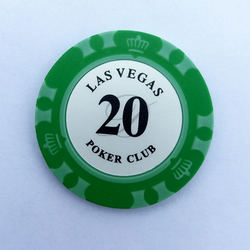 LAS VEGAS
20
POKER CLUB